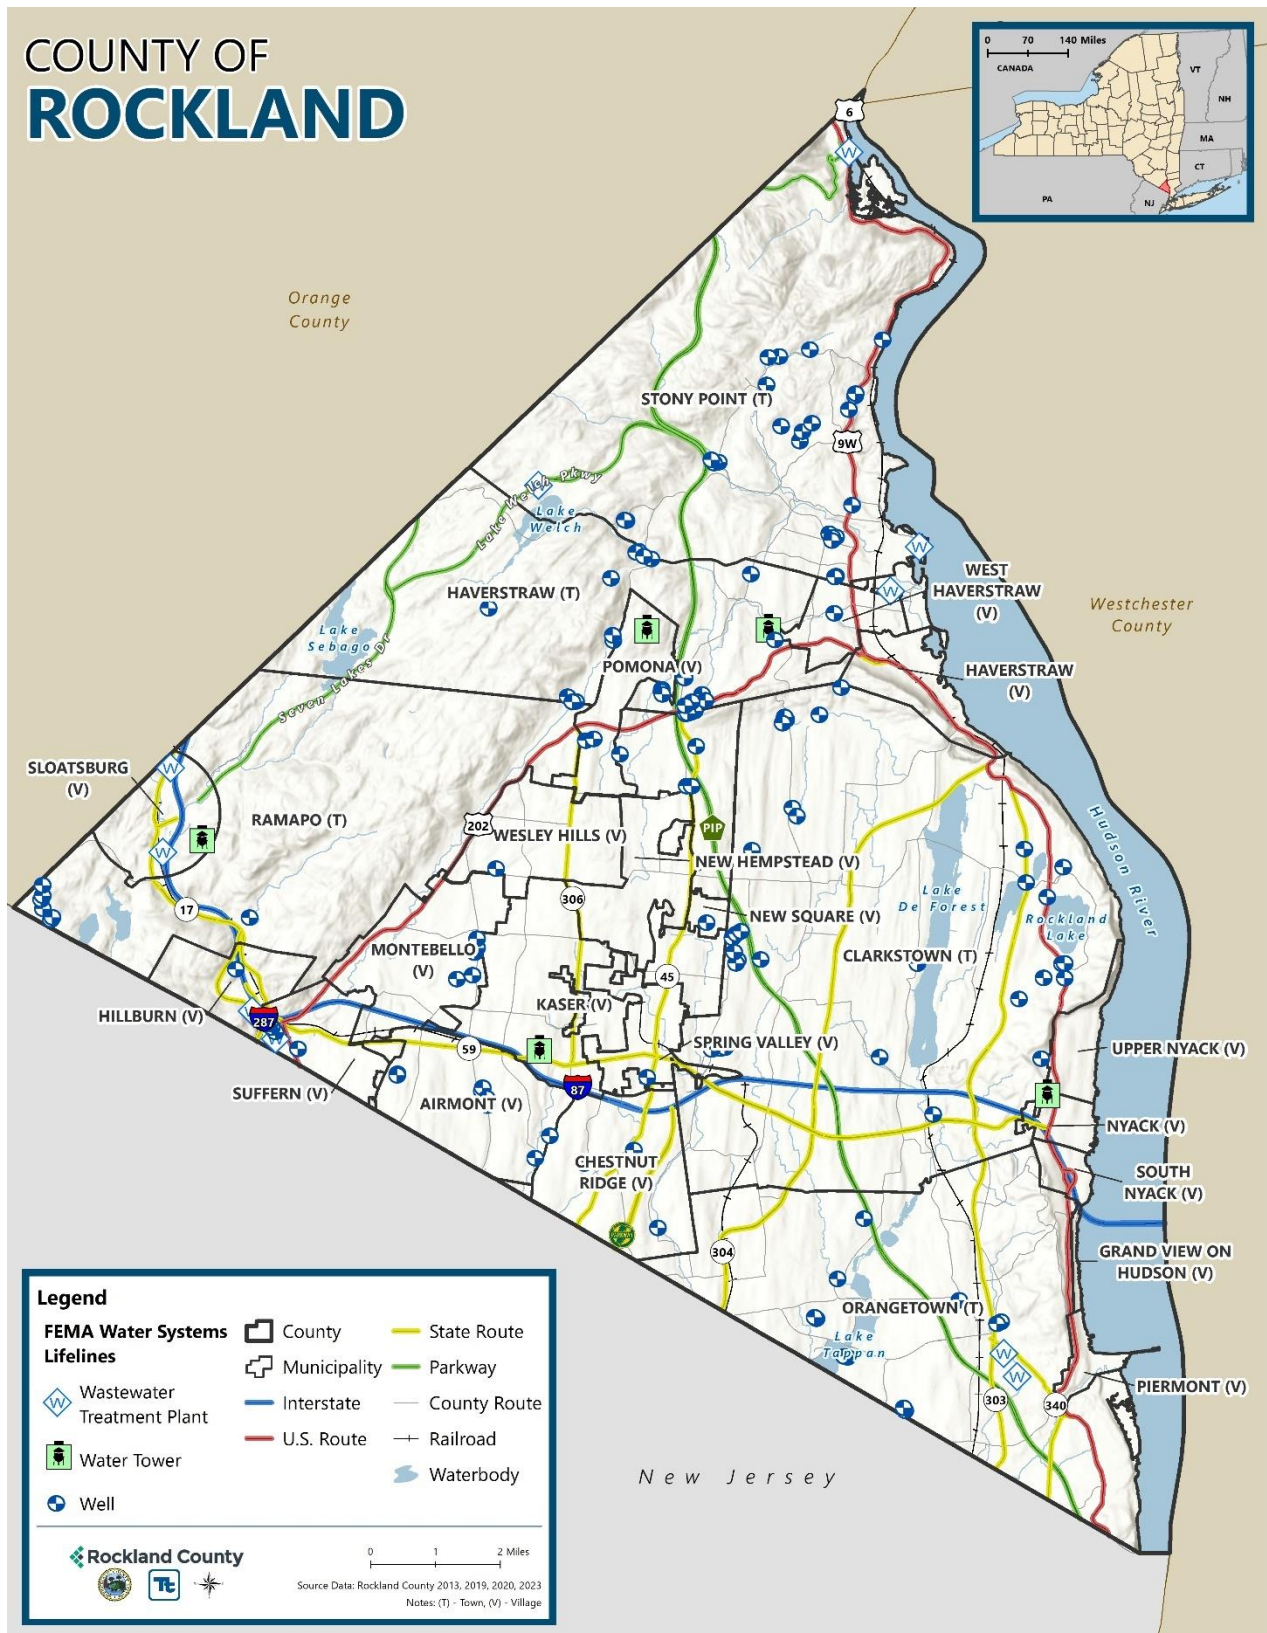 COUNTY OF
ROCKLAND
0 70 140 Miles
CANADA
VT
NH
MA
CT
PA
NJ
6
Orange
County
STONY POINT (T)
9W
Lake Welch Pkwy
Lake
Welch
HAVERSTRAW (T)
WEST
HAVERSTRAW
(V)
Westchester
County
Lake
Sebago
Seven Lakes Dr
POMONA (V)
HAVERSTRAW
(V)
SLOATSBURG
(V)
RAMAPO (T)
202
WESLEY HILLS (V)
PIP
Hudson River
NEW HEMPSTEAD (V)
17
306
NEW SQUARE (V)
Lake
De Forest
Rockland
Lake
MONTEBELLO
(V)
45
CLARKSTOWN (T)
KASER (V)
HILLBURN (V)
287
59
SPRING VALLEY (V)
UPPER NYACK (V)
SUFFERN (V)
AIRMONT (V)
87
NYACK (V)
CHESTNUT
RIDGE (V)
SOUTH
NYACK (V)
304
GRAND VIEW ON
HUDSON (V)
ORANGETOWN (T)
Lake
Tappan
PIERMONT (V)
303
340
New Jersey
Legend
FEMA Water Systems
Lifelines
W
Wastewater
Treatment Plant
Water Tower
Well
County
Municipality
Interstate
U.S. Route
State Route
Parkway
County Route
Railroad
Waterbody
Rockland County
Tt
0 1 2 Miles
Source Data: Rockland County 2013, 2019, 2020, 2023
Notes: (T) - Town, (V) - Village